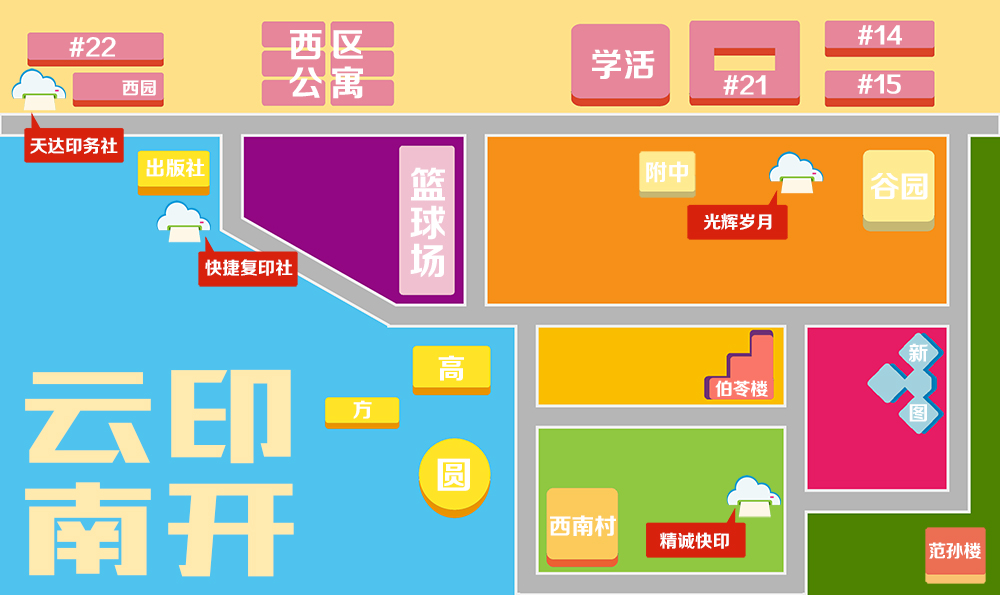 #22
西园
西区
公寓
学活
#21
#14
#15
天达印务社
出版社
快捷复印社
篮球场
附中
光辉岁月
谷园
高
方
圆
伯苓楼
新
图
西南村
精诚快印
范孙楼
云印
南开